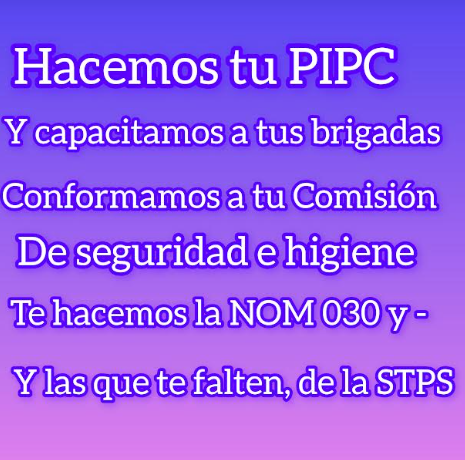 Hacemos tu PIPC
Y capacitamos a tus brigadas
Conformamos a tu Comisión
De seguridad e higiene
Te hacemos la NOM 030 y -
Y las que te falten, de la STPS